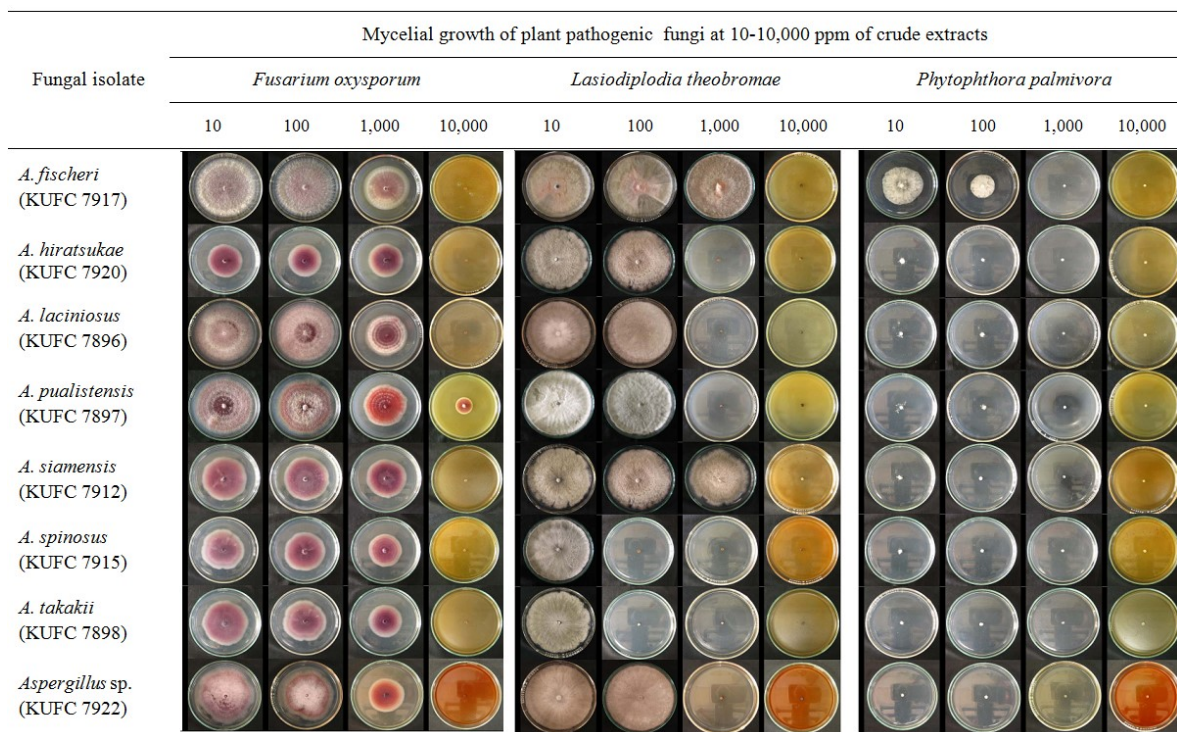 Mycelial growth of plant pathogenic fungi at 10-10,000 ppm of crude extracts
Fungal isolate
Fusarium oxysporum
Lasiodiplodia theobromae
Phytophthora palmivora
10 100 1,000 10,000 10 100 1,000 10,000 10 100 1,000 10,000
A. fischeri
(KUFC 7917)
A. hiratsukae
(KUFC 7920)
A. laciniosus
(KUFC 7896)
A. pualistensis
(KUFC 7897)
A. siamensis
(KUFC 7912)
A. spinosus
(KUFC 7915)
A. takakii
(KUFC 7898)
Aspergillus sp.
(KUFC 7922)